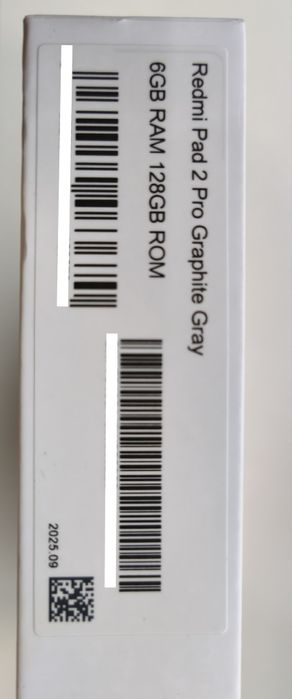 Redmi Pad 2 Pro Graphite Gray
6GB RAM 128GB ROM
2025.09